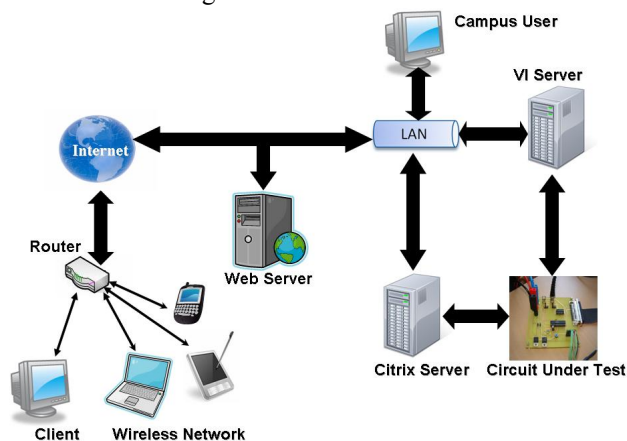 Campus User
VI Server
LAN
Internet
Router
Web Server
Citrix Server
Circuit Under Test
Client
Wireless Network